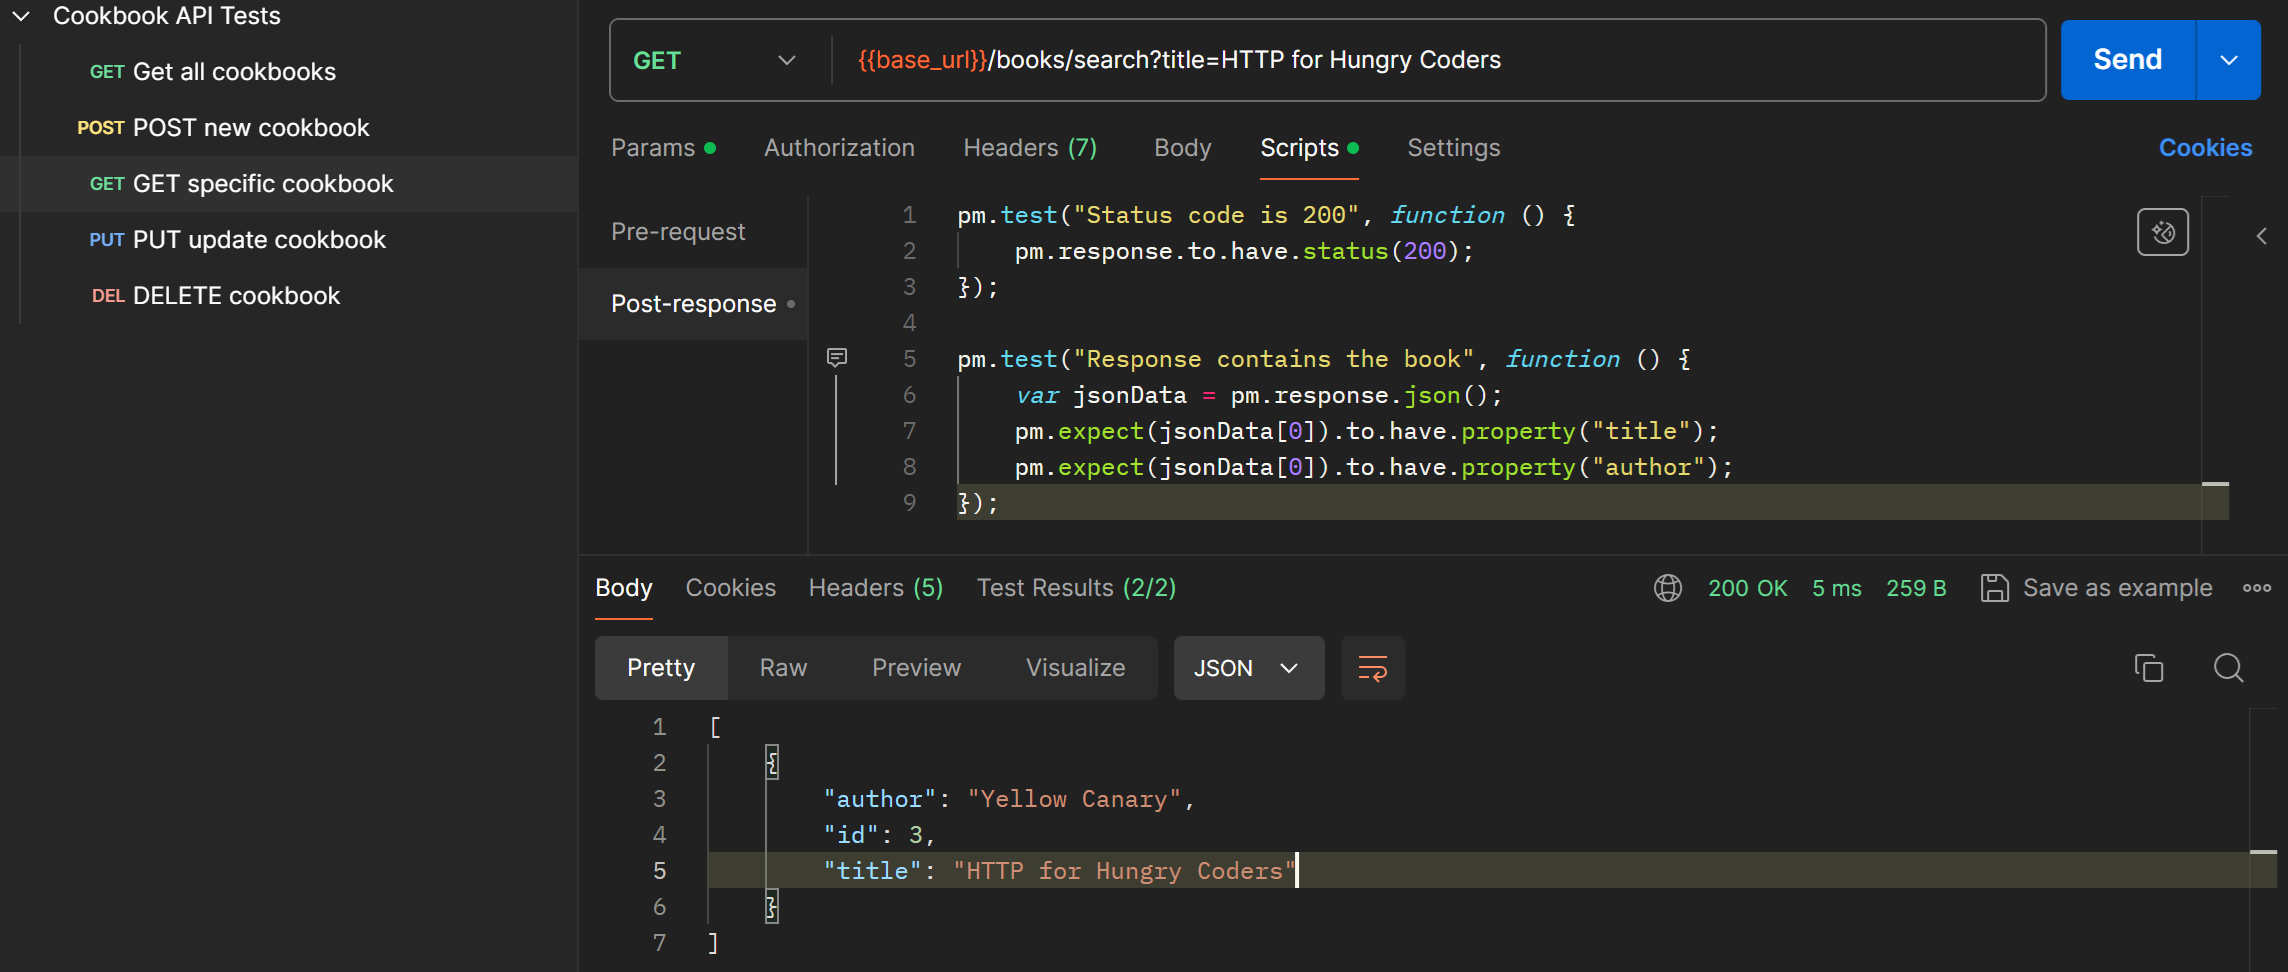 Cookbook API Tests
GET Get all cookbooks
POST POST new cookbook
GET GET specific cookbook
PUT PUT update cookbook
DEL DELETE cookbook
GET {{base_url}}/books/search?title=HTTP for Hungry Coders Send
Params Authorization Headers (7) Body Scripts Settings Cookies
Pre-request
Post-response
1 pm.test("Status code is 200", function () {
2     pm.response.to.have.status(200);
3 });
4
5 pm.test("Response contains the book", function () {
6     var jsonData = pm.response.json();
7     pm.expect(jsonData[0]).to.have.property("title");
8     pm.expect(jsonData[0]).to.have.property("author");
9 });
Body Cookies Headers (5) Test Results (2/2) 200 OK 5 ms 259 B Save as example
Pretty Raw Preview Visualize JSON
1 [
2     {
3         "author": "Yellow Canary",
4         "id": 3,
5         "title": "HTTP for Hungry Coders"
6     }
7 ]